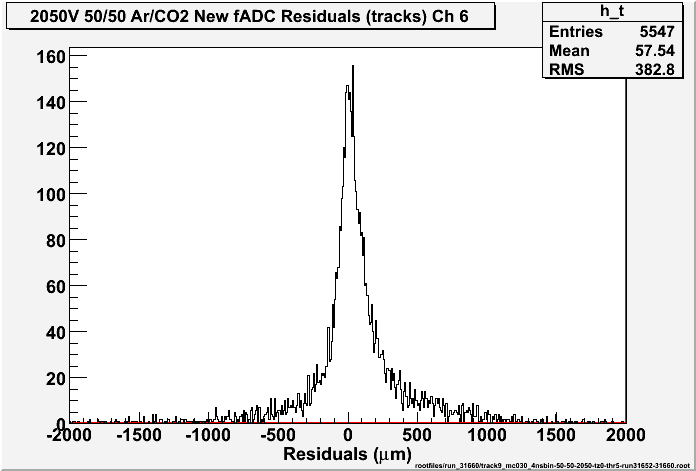 2050V 50/50 Ar/CO2 New fADC Residuals (tracks) Ch 6
h_t
Entries 5547
Mean 57.54
RMS 382.8
160
140
120
100
80
60
40
20
0
-2000 -1500 -1000 -500 0 500 1000 1500 2000
Residuals (μm)
rootfiles/run_31660/track9_mc030_4nsbin-50-50-2050-tz0-thr5-run31652-31660.root